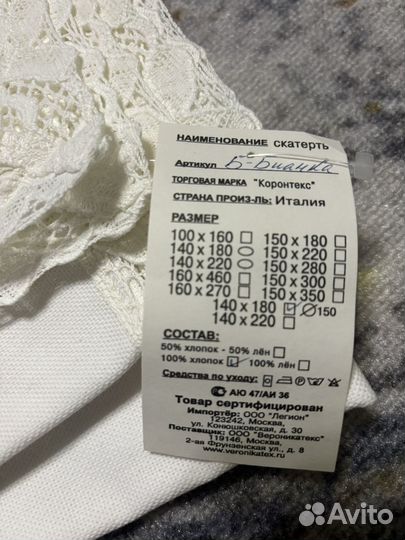 НАИМЕНОВАНИЕ скатерть
Артикул Б-Бианка
ТОРГОВАЯ МАРКА "Коронтекс"
СТРАНА ПРОИЗ-ЛЬ: Италия
РАЗМЕР
100 x 160 150 x 180
140 x 180 150 x 220
140 x 220 150 x 280
160 x 460 150 x 300
160 x 270 150 x 350
140 x 180 ∅150
140 x 220
СОСТАВ:
50% хлопок - 50% лён
100% хлопок 100% лён
Средства по уходу:
АЮ 47/АИ 36
Товар сертифицирован
Импортёр: ООО "Легион"
123242, Москва,
ул. Конюшковская, д. 30
Поставщик: ООО "Вероникатекс"
119146, Москва,
2-ая Фрунзенская ул., д. 8
www.veronikatex.ru
Avito